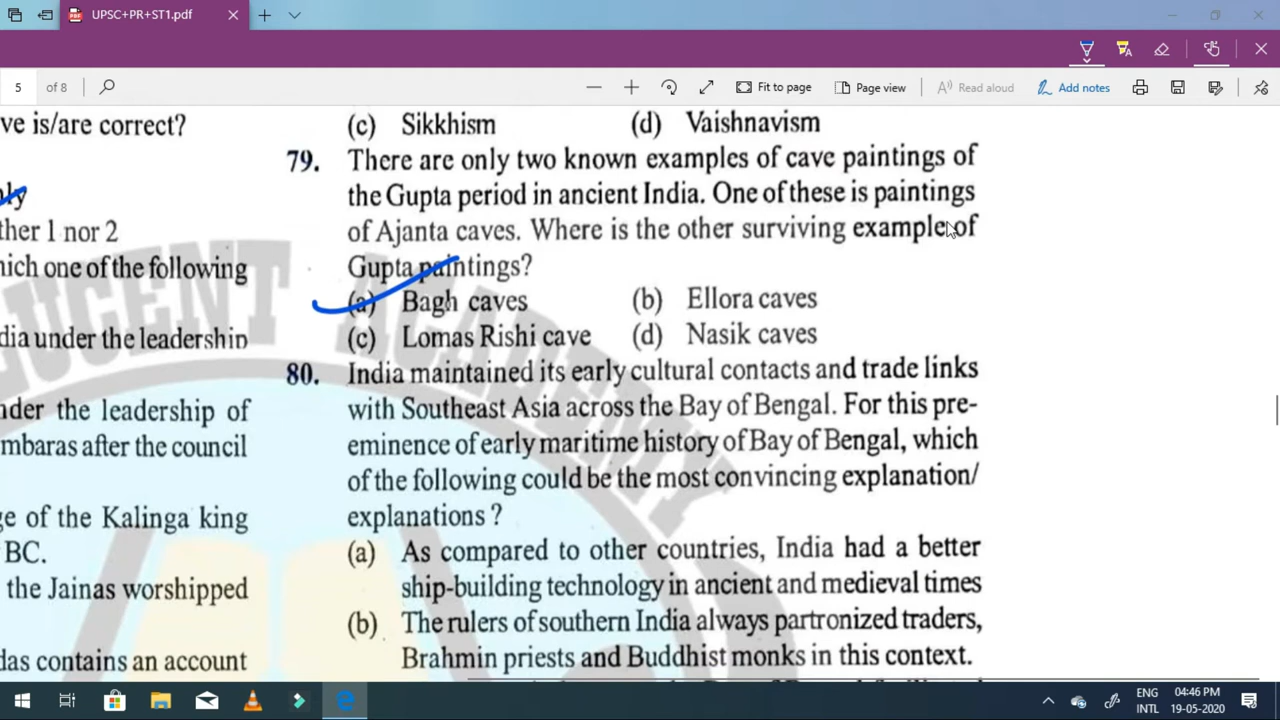 UPSC+PR+ST1.pdf
5 of 8 Fit to page Page view Read aloud Add notes
ve is/are correct?
ther 1 nor 2
hich one of the following
dia under the leadership
nder the leadership of
mbaras after the council
ge of the Kalinga king
BC.
the Jainas worshipped
das contains an account
(c) Sikkhism (d) Vaishnavism
79. There are only two known examples of cave paintings of
the Gupta period in ancient India. One of these is paintings
of Ajanta caves. Where is the other surviving example of
Gupta paintings?
(a) Bagh caves (b) Ellora caves
(c) Lomas Rishi cave (d) Nasik caves
80. India maintained its early cultural contacts and trade links
with Southeast Asia across the Bay of Bengal. For this pre-
eminence of early maritime history of Bay of Bengal, which
of the following could be the most convincing explanation/
explanations ?
(a) As compared to other countries, India had a better
ship-building technology in ancient and medieval times
(b) The rulers of southern India always partronized traders,
Brahmin priests and Buddhist monks in this context.
LUCENT ACADEMY
ENG 04:46 PM
INTL 19-05-2020